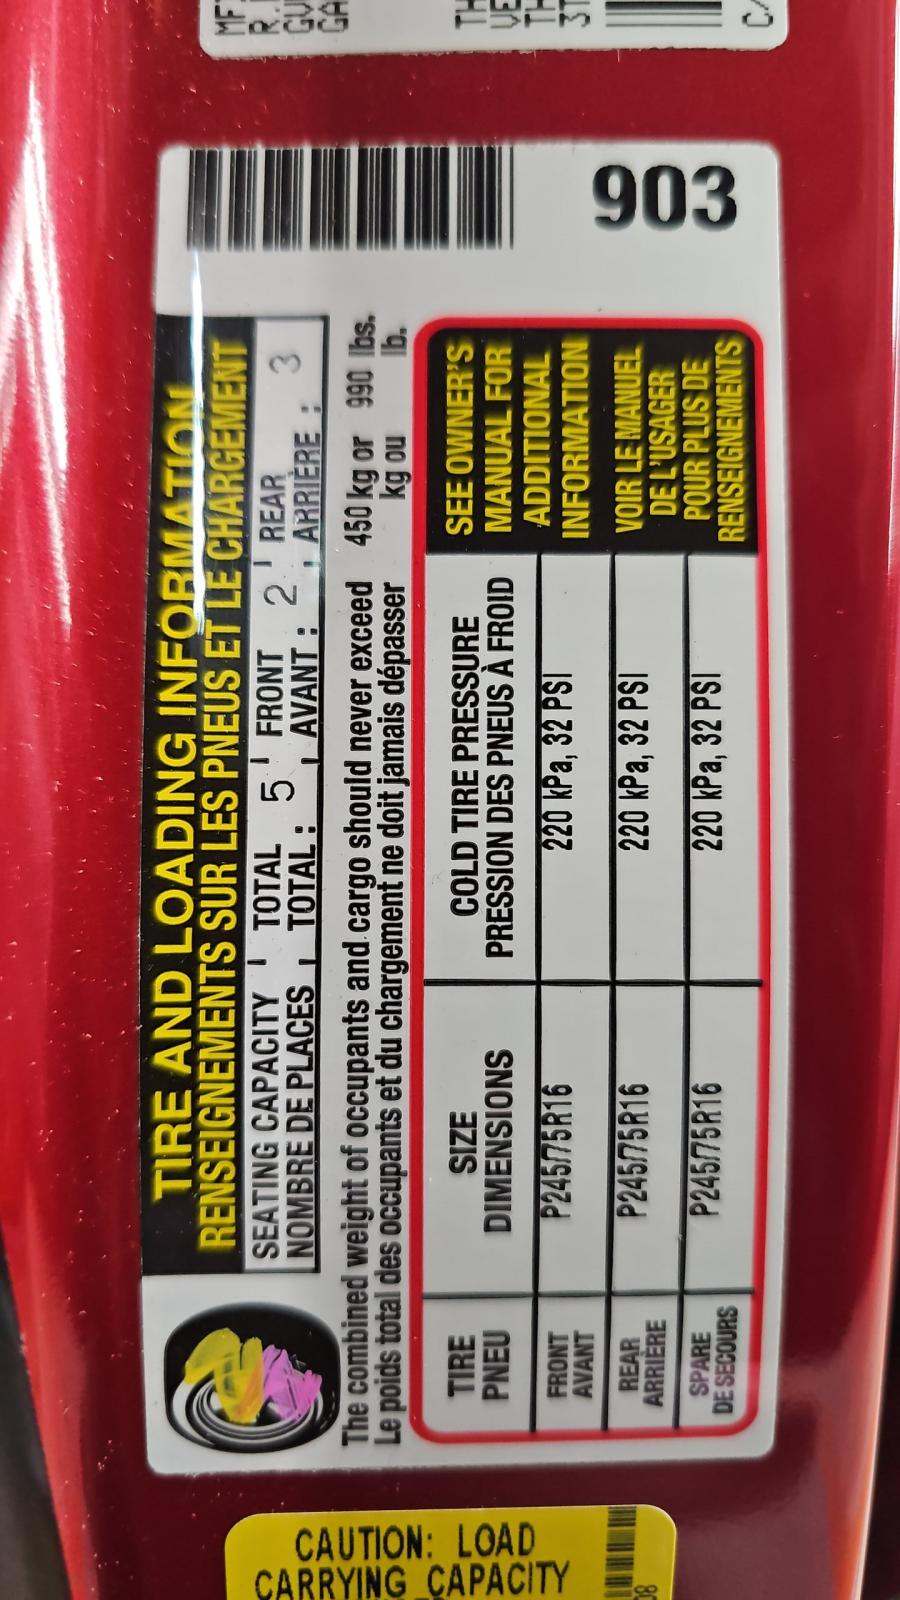 TIRE AND LOADING INFORMATION
RENSEIGNEMENTS SUR LES PNEUS ET LE CHARGEMENT
SEATING CAPACITY TOTAL 5 FRONT 2 REAR 3
NOMBRE DE PLACES TOTAL : AVANT : ARRIÈRE :
The combined weight of occupants and cargo should never exceed 450 kg or 990 lbs.
Le poids total des occupants et du chargement ne doit jamais dépasser kg ou lb.
TIRE SIZE COLD TIRE PRESSURE
PNEU DIMENSIONS PRESSION DES PNEUS À FROID
FRONT
AVANT
P245/75R16 220 kPa, 32 PSI
REAR
ARRIERE
P245/75R16 220 kPa, 32 PSI
SPARE
DE SECOURS
P245/75R16 220 kPa, 32 PSI
SEE OWNER'S
MANUAL FOR
ADDITIONAL
INFORMATION
VOIR LE MANUEL
DE L'USAGER
POUR PLUS DE
RENSEIGNEMENTS
903
CAUTION: LOAD
CARRYING CAPACITY